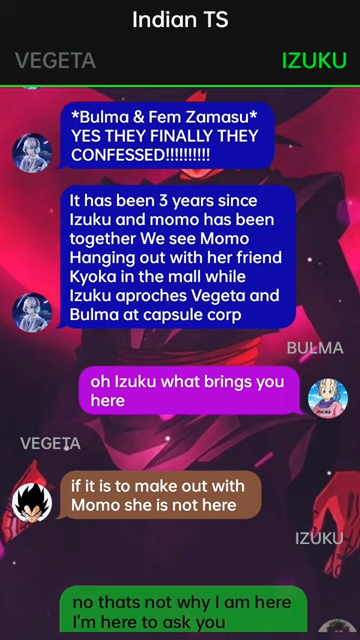 Indian TS
VEGETA
IZUKU
*Bulma & Fem Zamasu*
YES THEY FINALLY THEY
CONFESSED!!!!!!!!!!
It has been 3 years since
Izuku and momo has been
together We see Momo
Hanging out with her friend
Kyoka in the mall while
Izuku aproches Vegeta and
Bulma at capsule corp
BULMA
oh Izuku what brings you
here
VEGETA
if it is to make out with
Momo she is not here
IZUKU
no thats not why I am here
I'm here to ask you